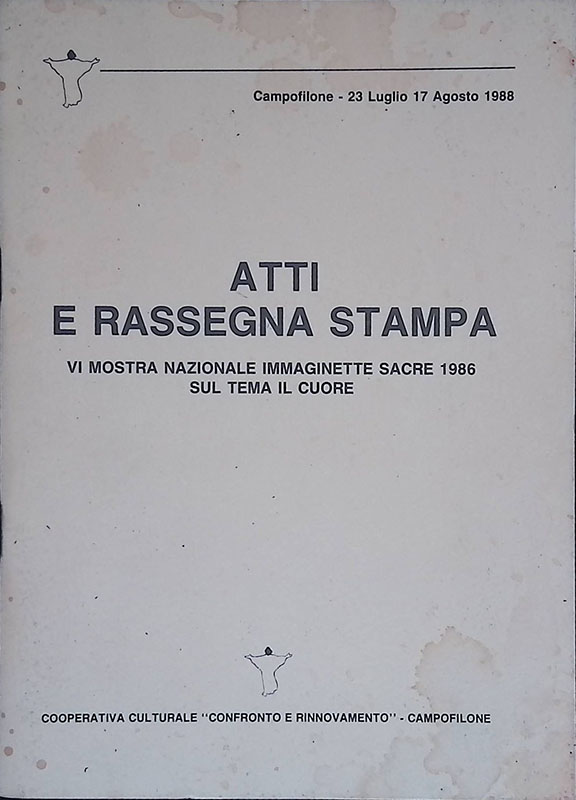 Campofilone - 23 Luglio 17 Agosto 1988
ATTI
E RASSEGNA STAMPA
VI MOSTRA NAZIONALE IMMAGINETTE SACRE 1986
SUL TEMA IL CUORE
COOPERATIVA CULTURALE "CONFRONTO E RINNOVAMENTO" - CAMPOFILONE